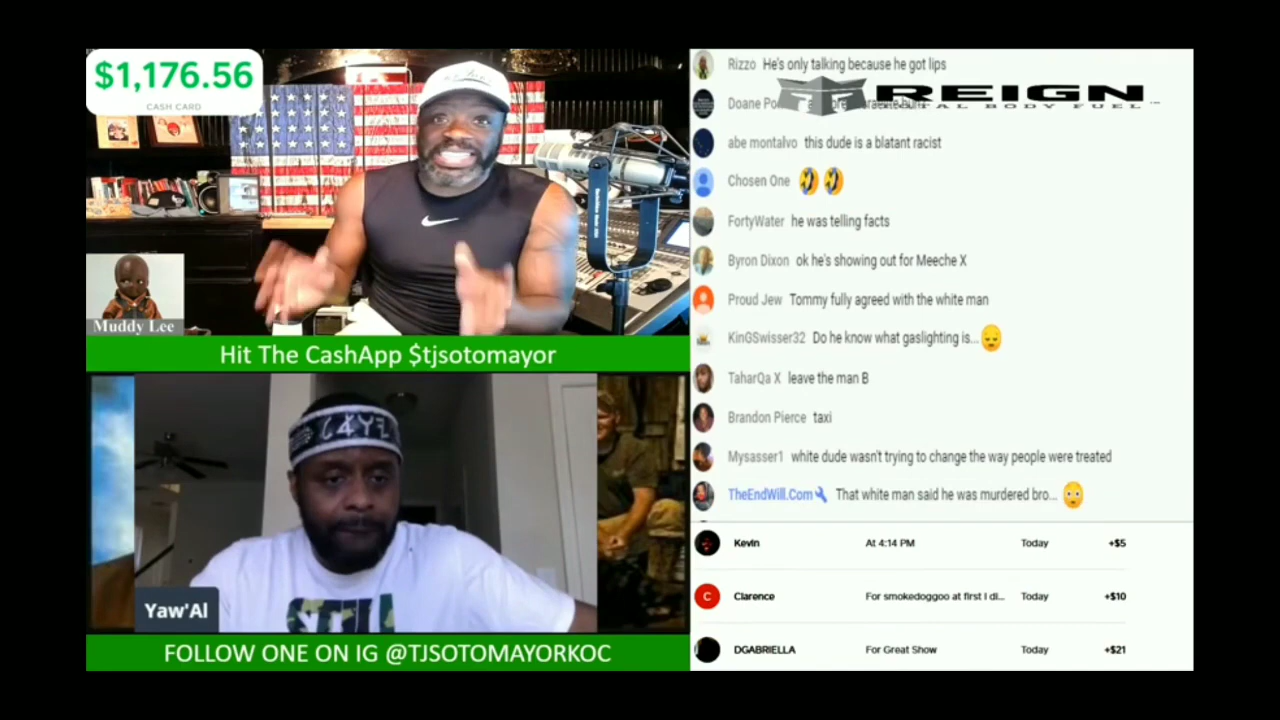 $1,176.56
CASH CARD
Muddy Lee
Hit The CashApp $tjsotomayor
Yaw'Al
FOLLOW ONE ON IG @TJSOTOMAYORKOC
Rizzo He's only talking because he got lips
REIGN
BODY FUEL
Doane
abe montalvo this dude is a blatant racist
Chosen One 🤣🤣
FortyWater he was telling facts
Byron Dixon ok he's showing out for Meeche X
Proud Jew Tommy fully agreed with the white man
KinGSwisser32 Do he know what gaslighting is...😔
TaharQa X leave the man B
Brandon Pierce taxi
Mysasser1 white dude wasn't trying to change the way people were treated
TheEndWill.Com🔧 That white man said he was murdered bro...😳
Kevin At 4:14 PM Today +$5
C Clarence For smokedoggoo at first I di... Today +$10
DGABRIELLA For Great Show Today +$21